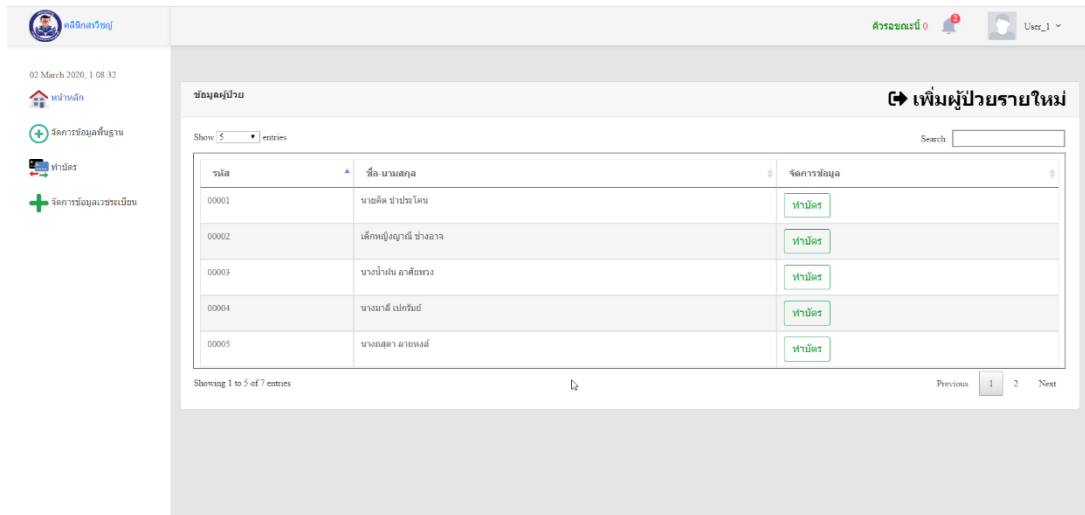 คลินิกสรวิชญ์
คิวรอขณะนี้ 0
2
User_1
02 March 2020, 1:08:32
หน้าหลัก
จัดการข้อมูลพื้นฐาน
ทำบัตร
จัดการข้อมูลเวชระเบียน
ข้อมูลผู้ป่วย
เพิ่มผู้ป่วยรายใหม่
Show 5 entries
Search:
รหัส ชื่อ-นามสกุล จัดการข้อมูล
00001 นายคิด ช่ำประโคน ทำบัตร
00002 เด็กหญิงญาณี ช่างอาจ ทำบัตร
00003 นางน้ำฝน อาศัยพวง ทำบัตร
00004 นางมาลี เปกรัมย์ ทำบัตร
00005 นางถสุดา ลายหงส์ ทำบัตร
Showing 1 to 5 of 7 entries
Previous 1 2 Next